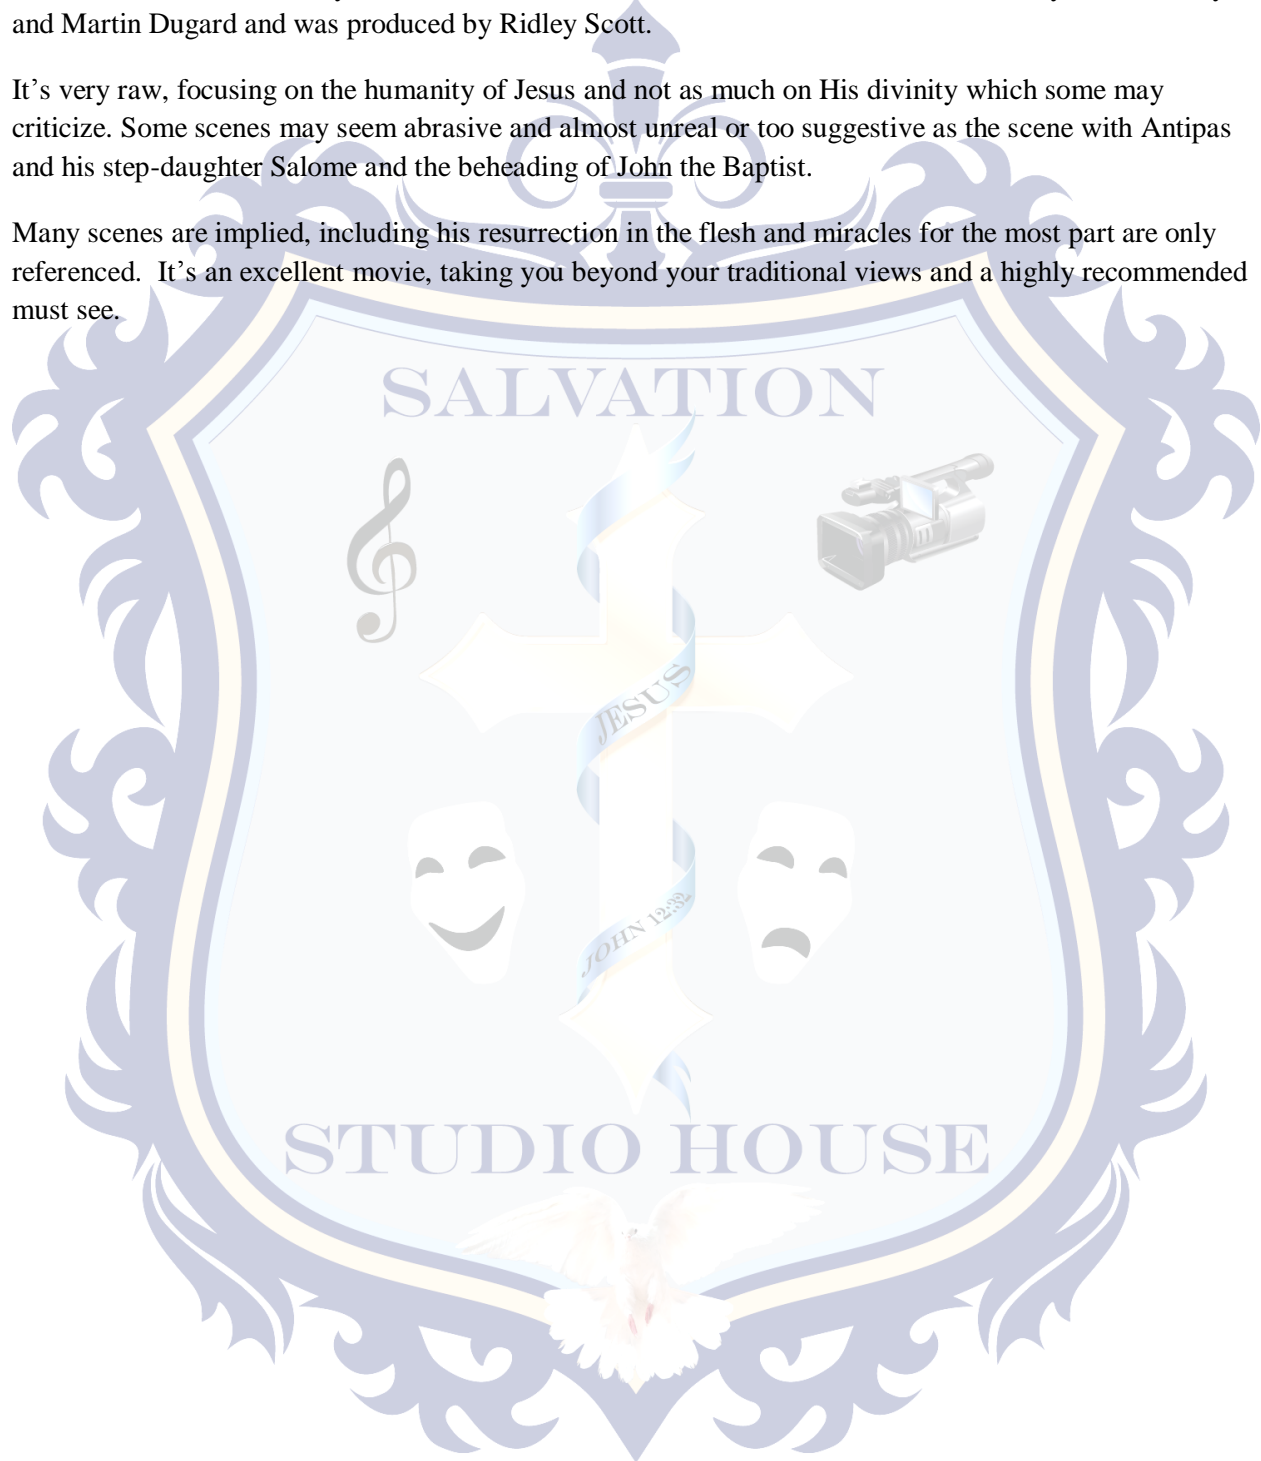 and Martin Dugard and was produced by Ridley Scott.
It’s very raw, focusing on the humanity of Jesus and not as much on His divinity which some may
criticize. Some scenes may seem abrasive and almost unreal or too suggestive as the scene with Antipas
and his step-daughter Salome and the beheading of John the Baptist.
Many scenes are implied, including his resurrection in the flesh and miracles for the most part are only
referenced.  It’s an excellent movie, taking you beyond your traditional views and a highly recommended
must see.
SALVATION
JESUS
JOHN 12:32
STUDIO HOUSE